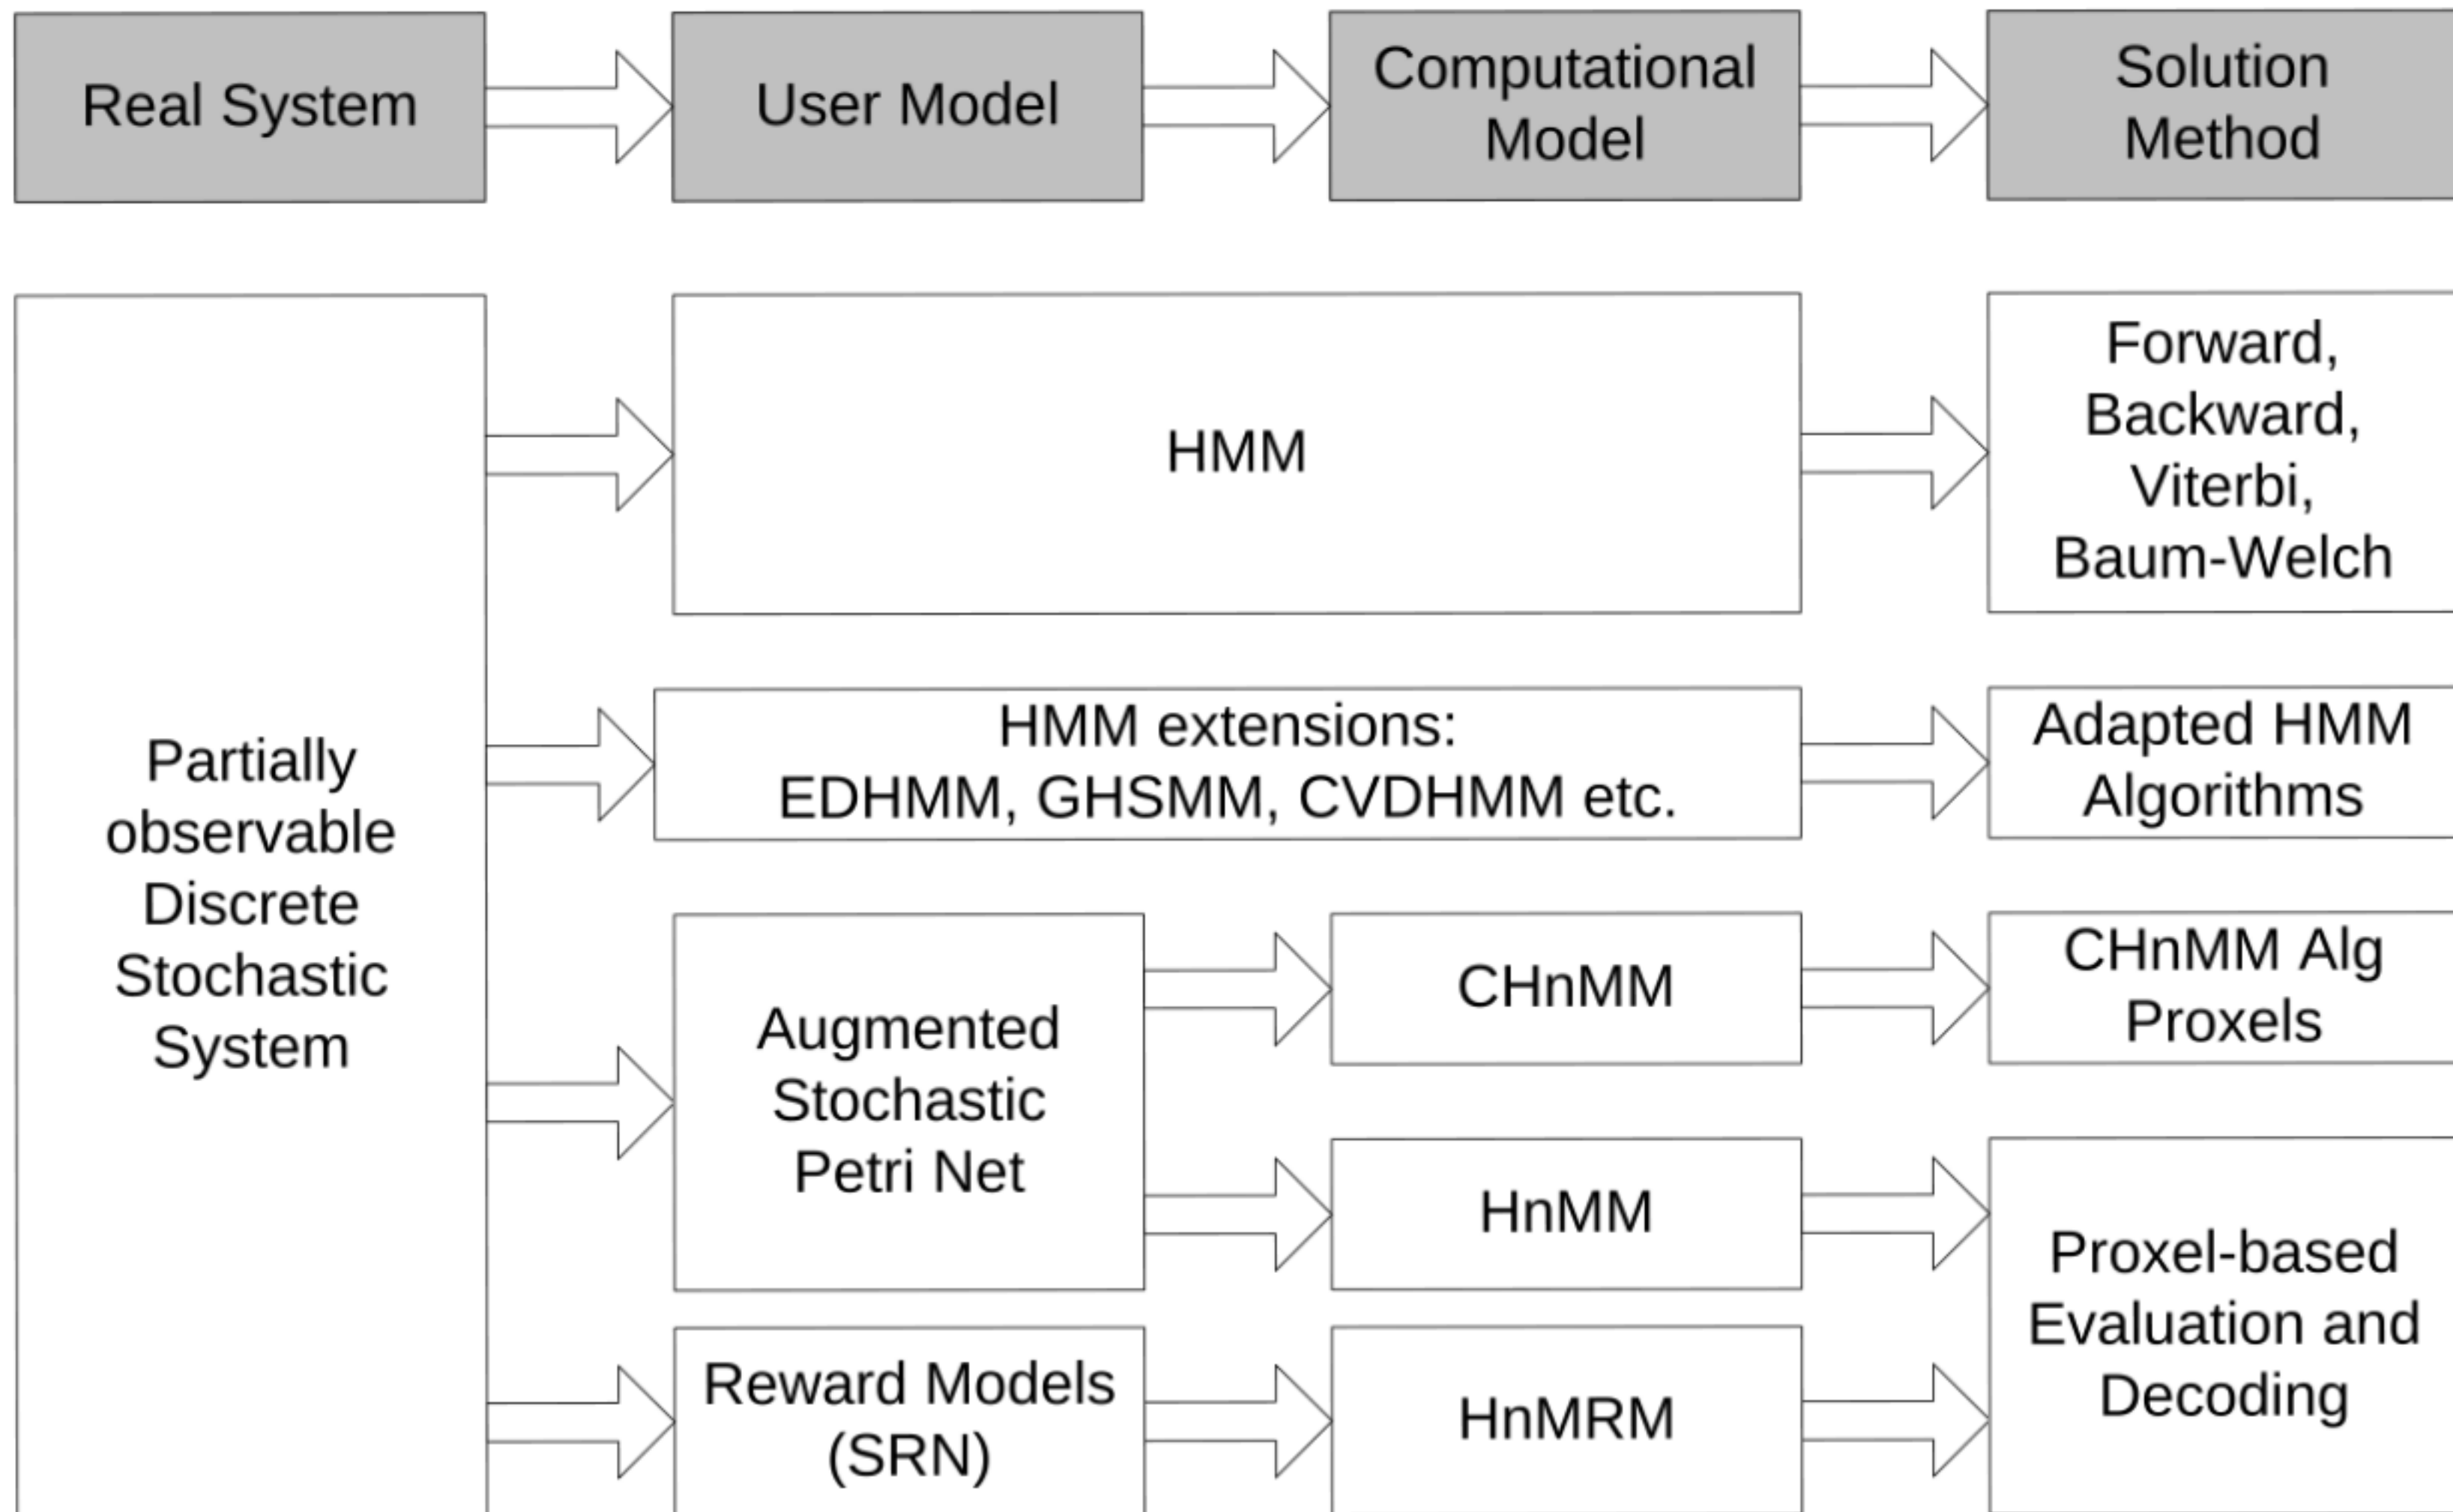 Real System
User Model
Computational
Model
Solution
Method
Partially
observable
Discrete
Stochastic
System
HMM
Forward,
Backward,
Viterbi,
Baum-Welch
HMM extensions:
EDHMM, GHSMM, CVDHMM etc.
Adapted HMM
Algorithms
Augmented
Stochastic
Petri Net
CHnMM
CHnMM Alg
Proxels
HnMM
Proxel-based
Evaluation and
Decoding
Reward Models
(SRN)
HnMRM